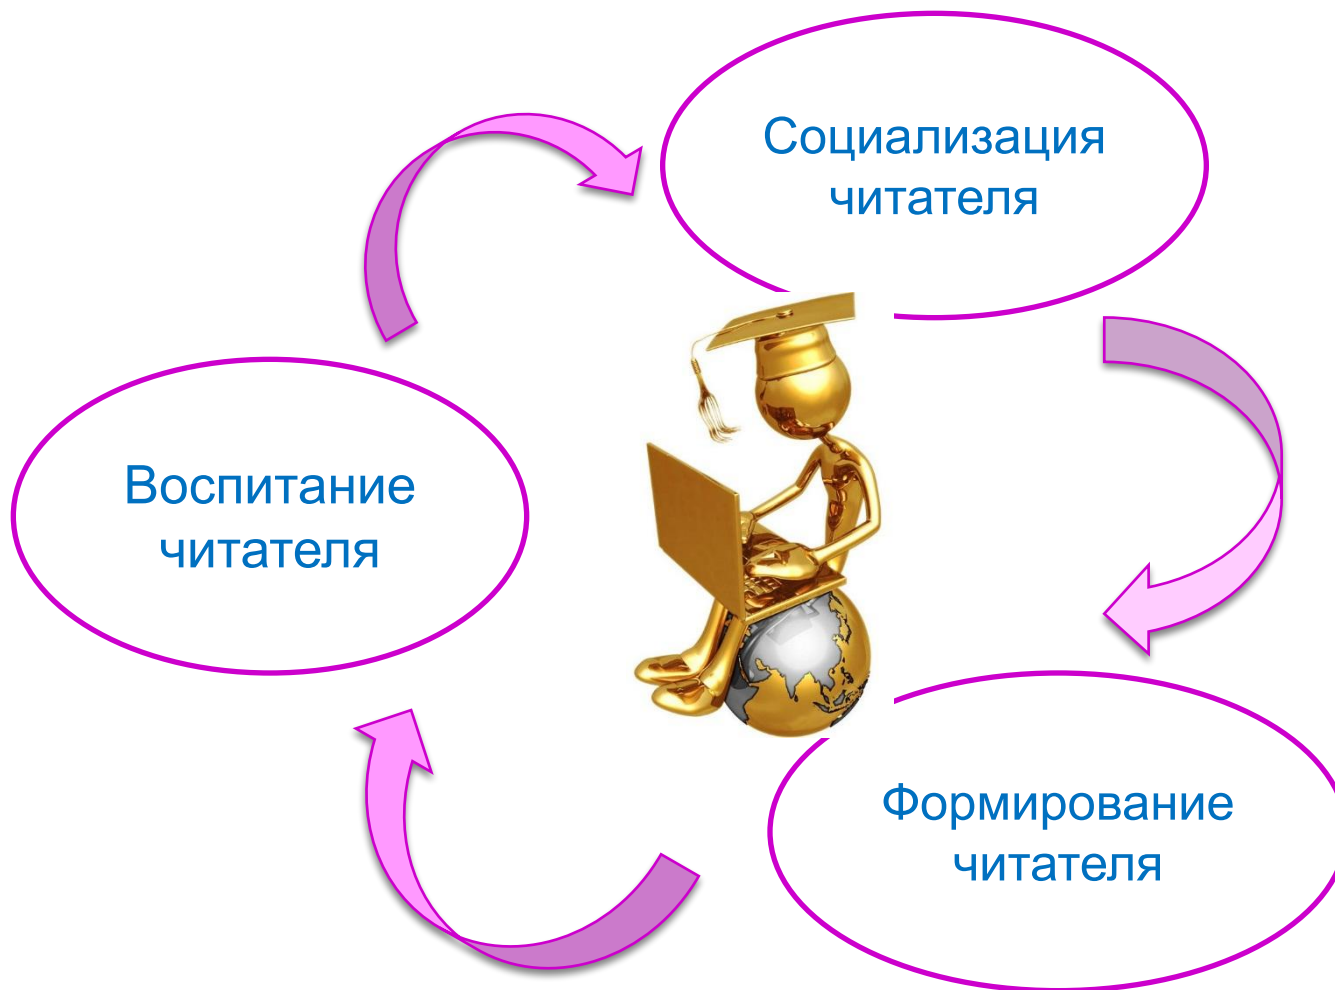 Социализация
читателя
Воспитание
читателя
Формирование
читателя